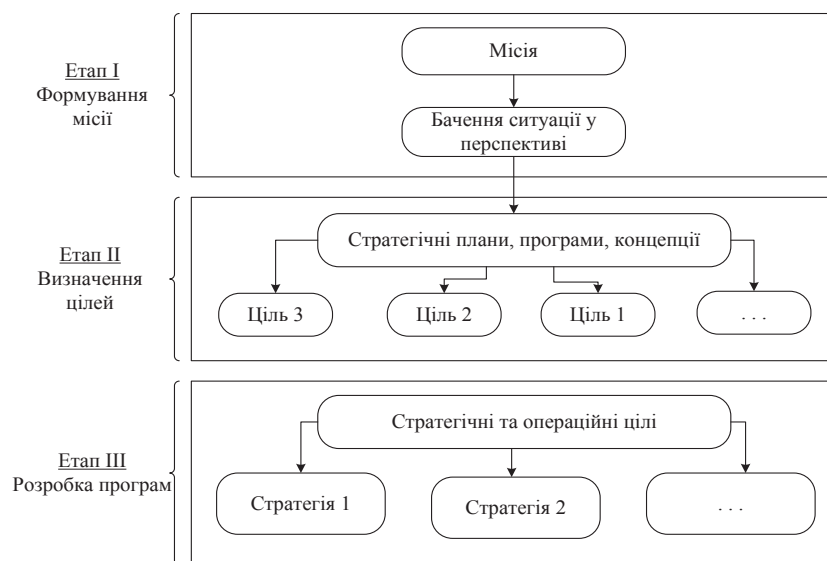 Етап I
Формування
місії
Місія
Бачення ситуації у
перспективі
Етап II
Визначення
цілей
Стратегічні плани, програми, концепції
Ціль 3
Ціль 2
Ціль 1
. . .
Етап III
Розробка програм
Стратегічні та операційні цілі
Стратегія 1
Стратегія 2
. . .